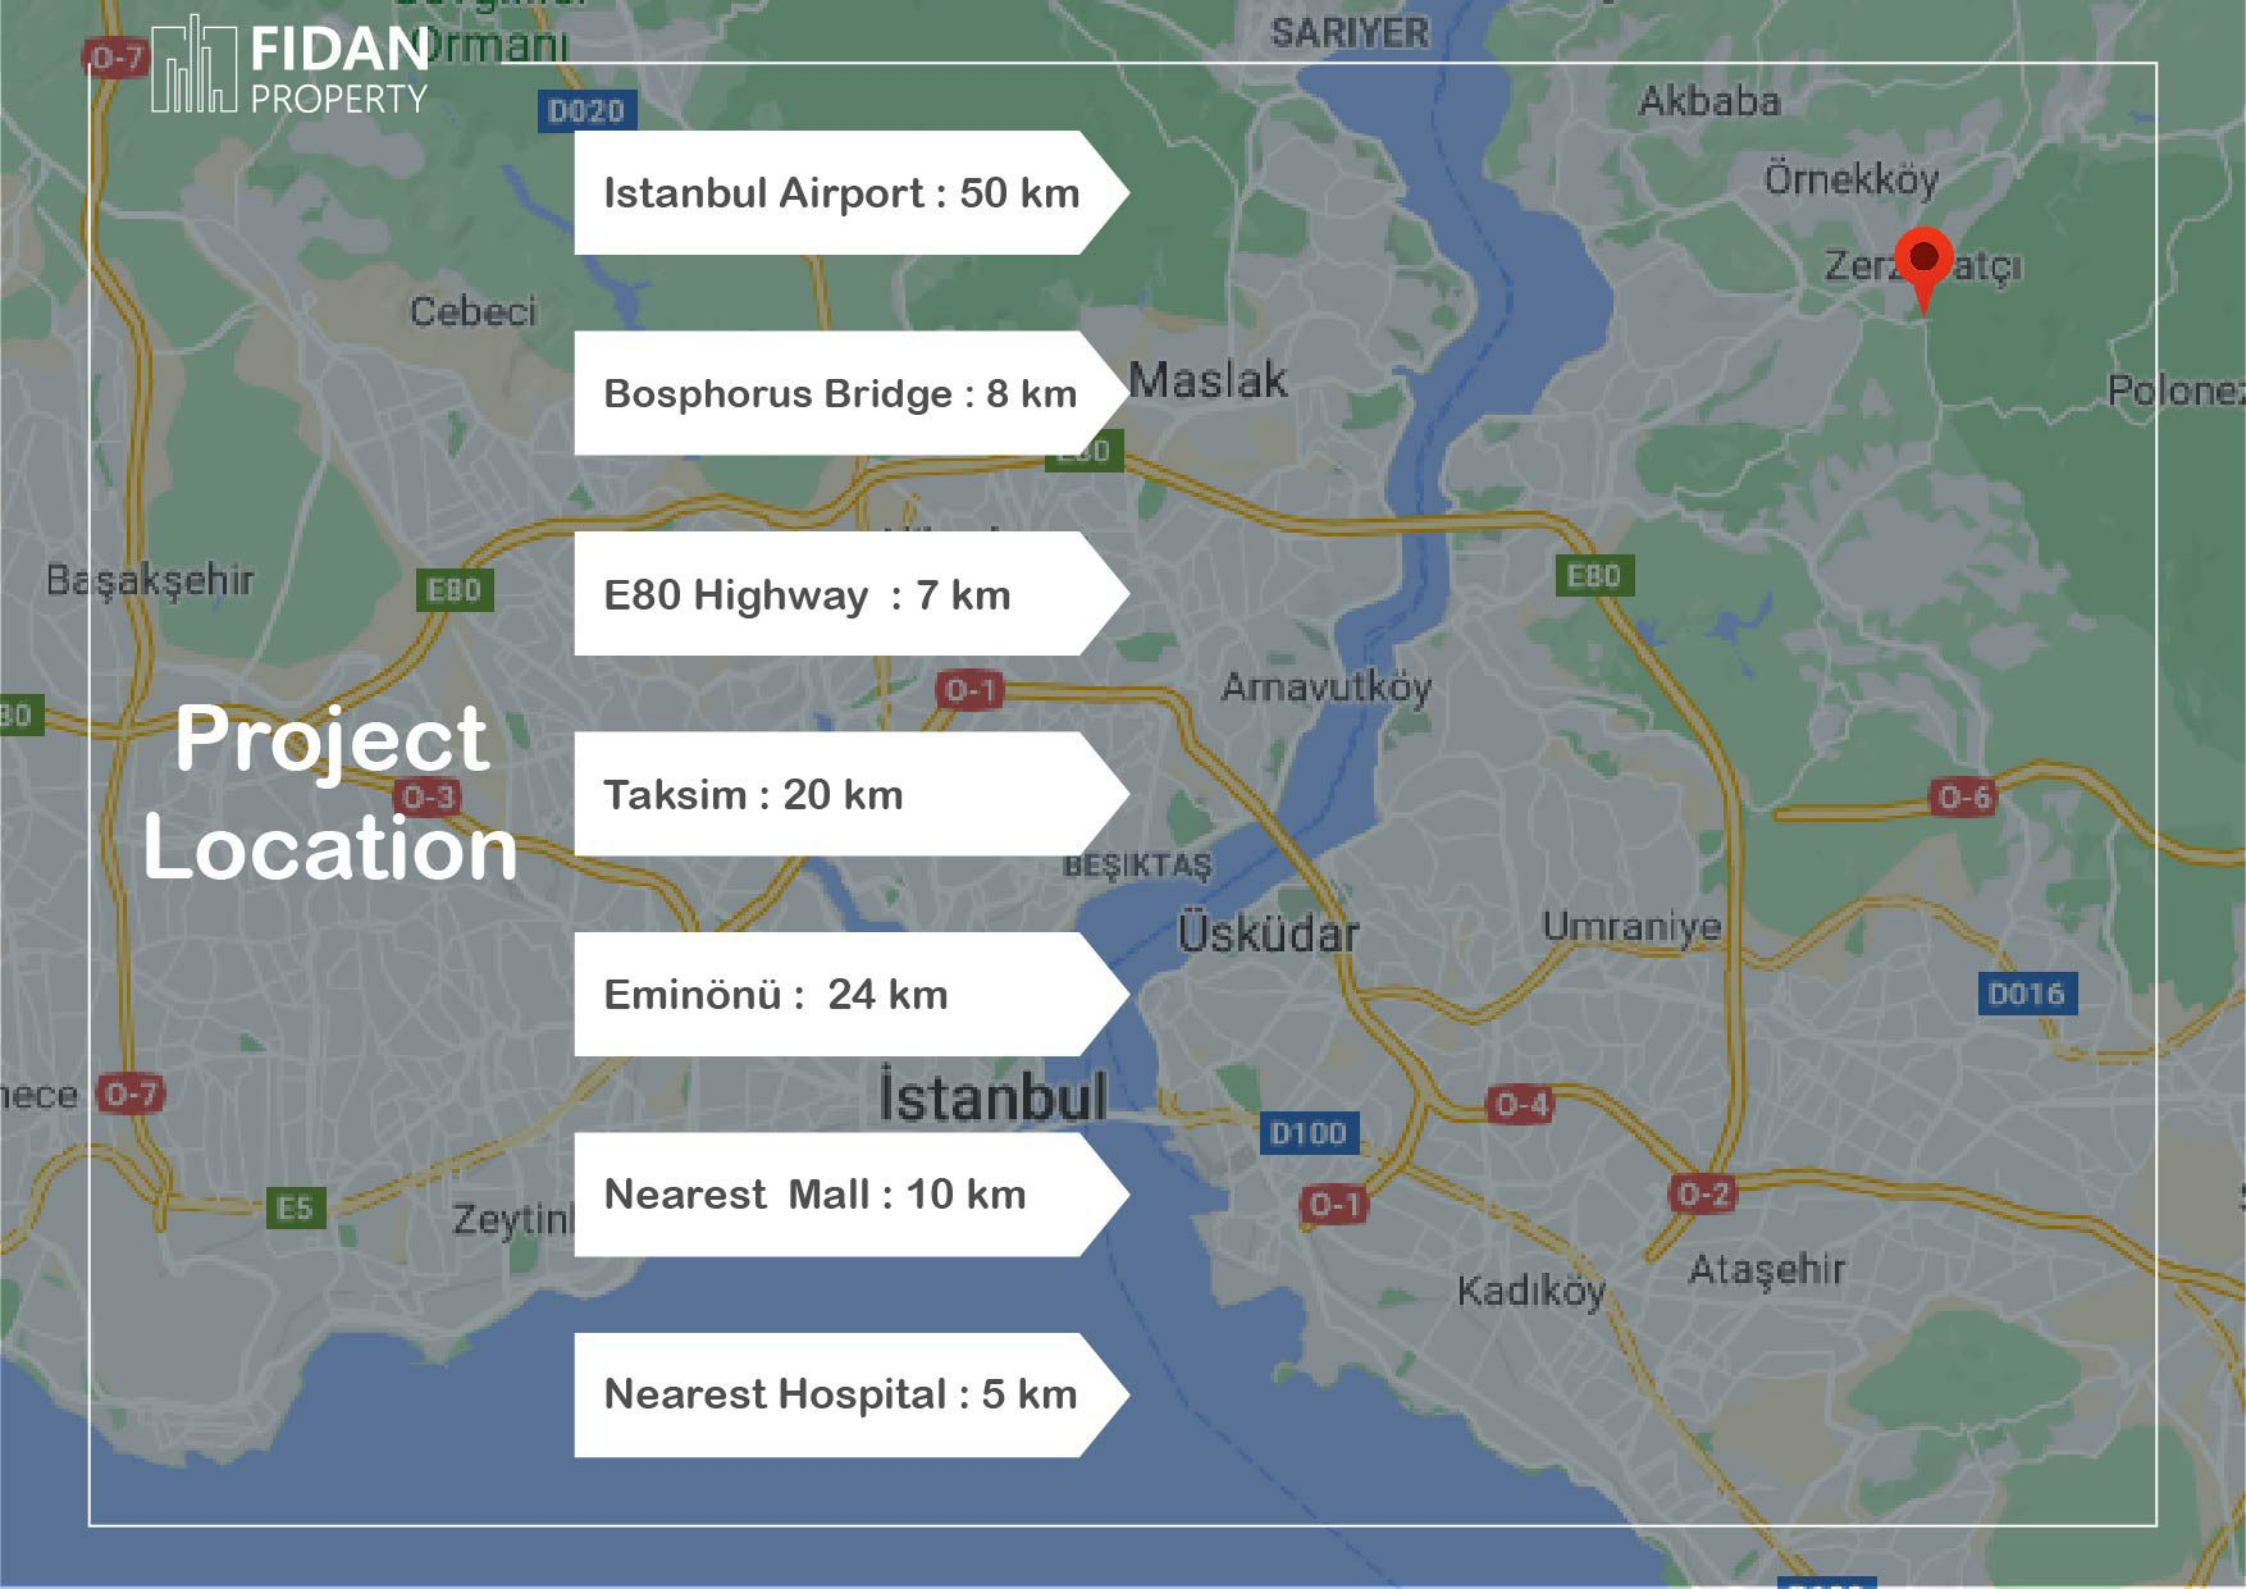 FIDAN
PROPERTY
Project
Location
Istanbul Airport : 50 km
Bosphorus Bridge : 8 km
E80 Highway : 7 km
Taksim : 20 km
Eminönü : 24 km
Nearest Mall : 10 km
Nearest Hospital : 5 km
O-7
Ormanı
D020
SARIYER
Akbaba
Örnekköy
Cebeci
Maslak
Başakşehir
E80
E80
O-1
Arnavutköy
O-3
O-6
BEŞIKTAŞ
Üsküdar
Umraniye
D016
O-7
İstanbul
D100
O-4
E5
O-1
O-2
Kadıköy
Ataşehir